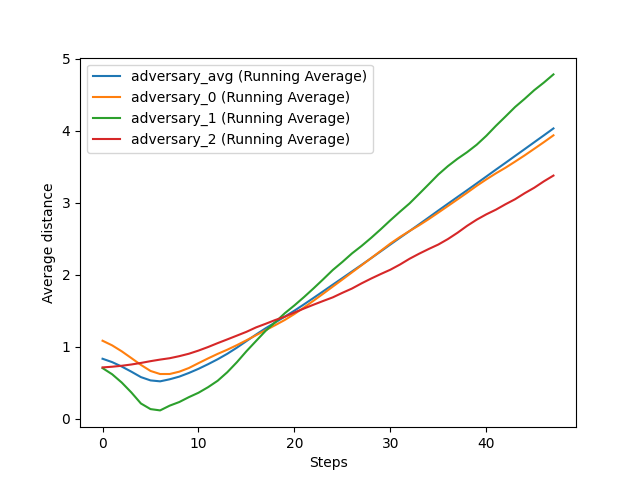 adversary_avg (Running Average)
adversary_0 (Running Average)
adversary_1 (Running Average)
adversary_2 (Running Average)
Average distance
5
4
3
2
1
0
0 10 20 30 40
Steps